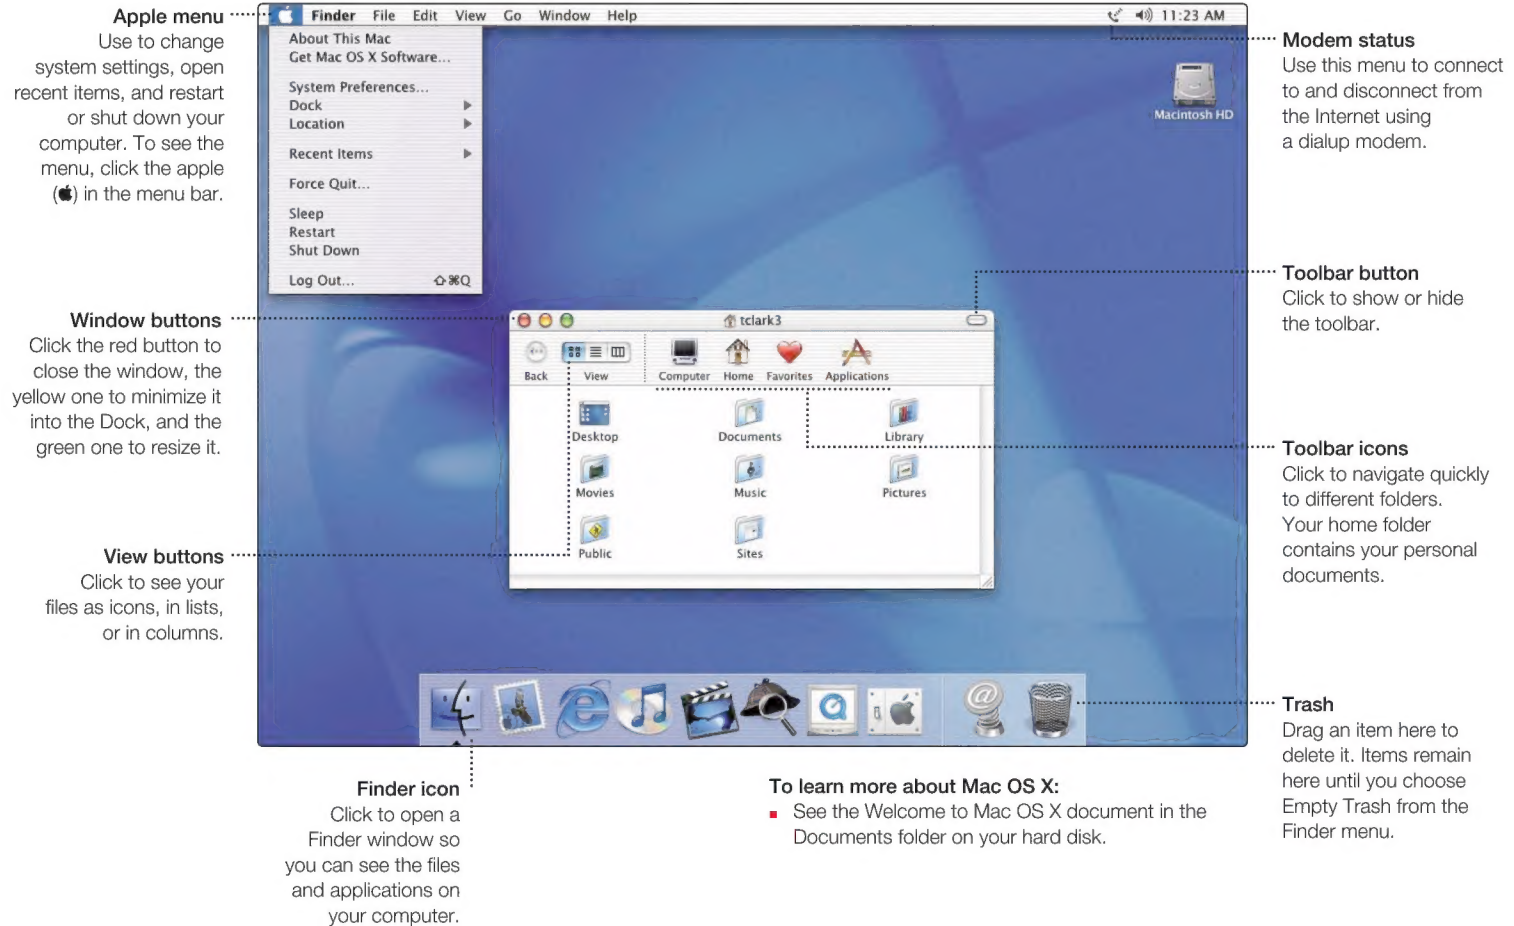 Apple menu
Use to change
system settings, open
recent items, and restart
or shut down your
computer. To see the
menu, click the apple
() in the menu bar.
Window buttons
Click the red button to
close the window, the
yellow one to minimize it
into the Dock, and the
green one to resize it.
View buttons
Click to see your
files as icons, in lists,
or in columns.
Finder File Edit View Go Window Help
11:23 AM
About This Mac
Get Mac OS X Software...
System Preferences...
Dock
Location
Recent Items
Force Quit...
Sleep
Restart
Shut Down
Log Out... ⇧⌘Q
Macintosh HD
tclark3
Back View Computer Home Favorites Applications
Desktop Documents Library
Movies Music Pictures
Public Sites
Modem status
Use this menu to connect
to and disconnect from
the Internet using
a dialup modem.
Toolbar button
Click to show or hide
the toolbar.
Toolbar icons
Click to navigate quickly
to different folders.
Your home folder
contains your personal
documents.
Trash
Drag an item here to
delete it. Items remain
here until you choose
Empty Trash from the
Finder menu.
Finder icon
Click to open a
Finder window so
you can see the files
and applications on
your computer.
To learn more about Mac OS X:
■ See the Welcome to Mac OS X document in the
Documents folder on your hard disk.